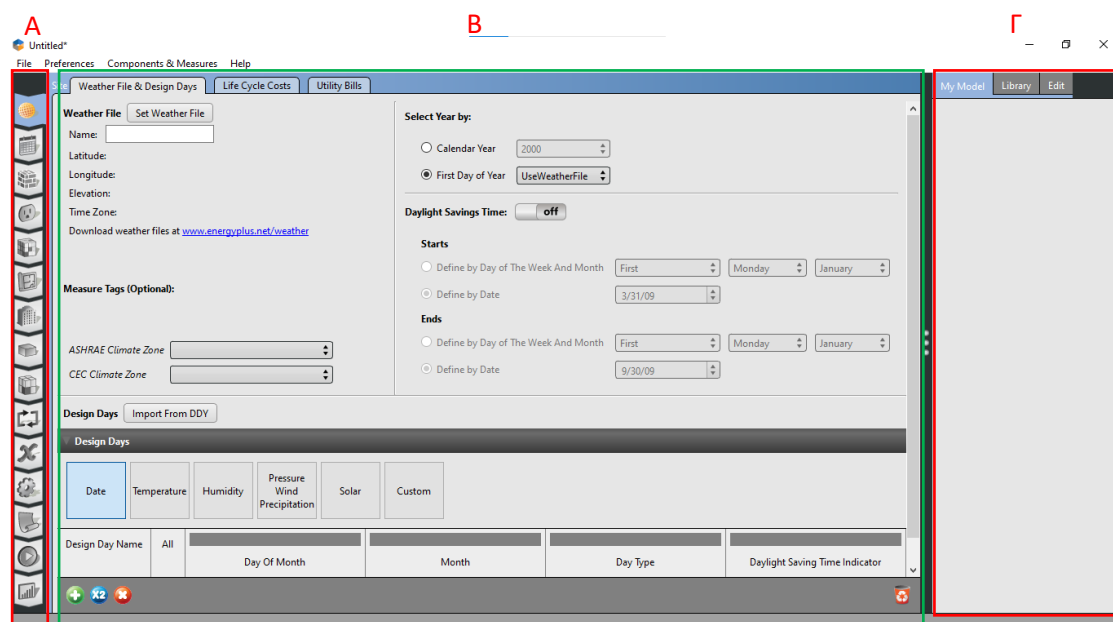 A B Γ
Untitled*
File Preferences Components & Measures Help
Site Weather File & Design Days Life Cycle Costs Utility Bills My Model Library Edit
Weather File Set Weather File
Name:
Latitude:
Longitude:
Elevation:
Time Zone:
Download weather files at www.energyplus.net/weather
Measure Tags (Optional):
ASHRAE Climate Zone
CEC Climate Zone
Select Year by:
Calendar Year 2000
First Day of Year UseWeatherFile
Daylight Savings Time: off
Starts
Define by Day of The Week And Month First Monday January
Define by Date 3/31/09
Ends
Define by Day of The Week And Month First Monday January
Define by Date 9/30/09
Design Days Import From DDY
Design Days
Date Temperature Humidity Pressure Wind Precipitation Solar Custom
Design Day Name All Day Of Month Month Day Type Daylight Saving Time Indicator
X2